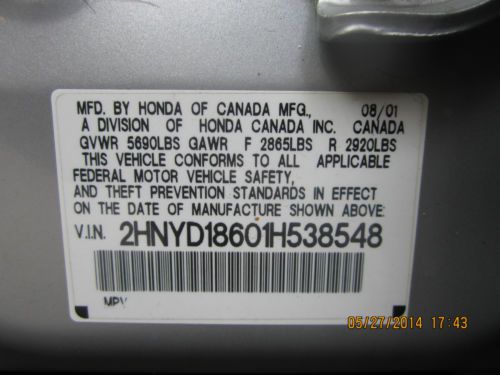 MFD. BY HONDA OF CANADA MFG., 08/01
A DIVISION OF HONDA CANADA INC. CANADA
GVWR 5690LBS GAWR F 2865LBS R 2920LBS
THIS VEHICLE CONFORMS TO ALL APPLICABLE
FEDERAL MOTOR VEHICLE SAFETY,
AND THEFT PREVENTION STANDARDS IN EFFECT
ON THE DATE OF MANUFACTURE SHOWN ABOVE.
V.I.N. 2HNYD18601H538548
MPV
05/27/2014 17:43